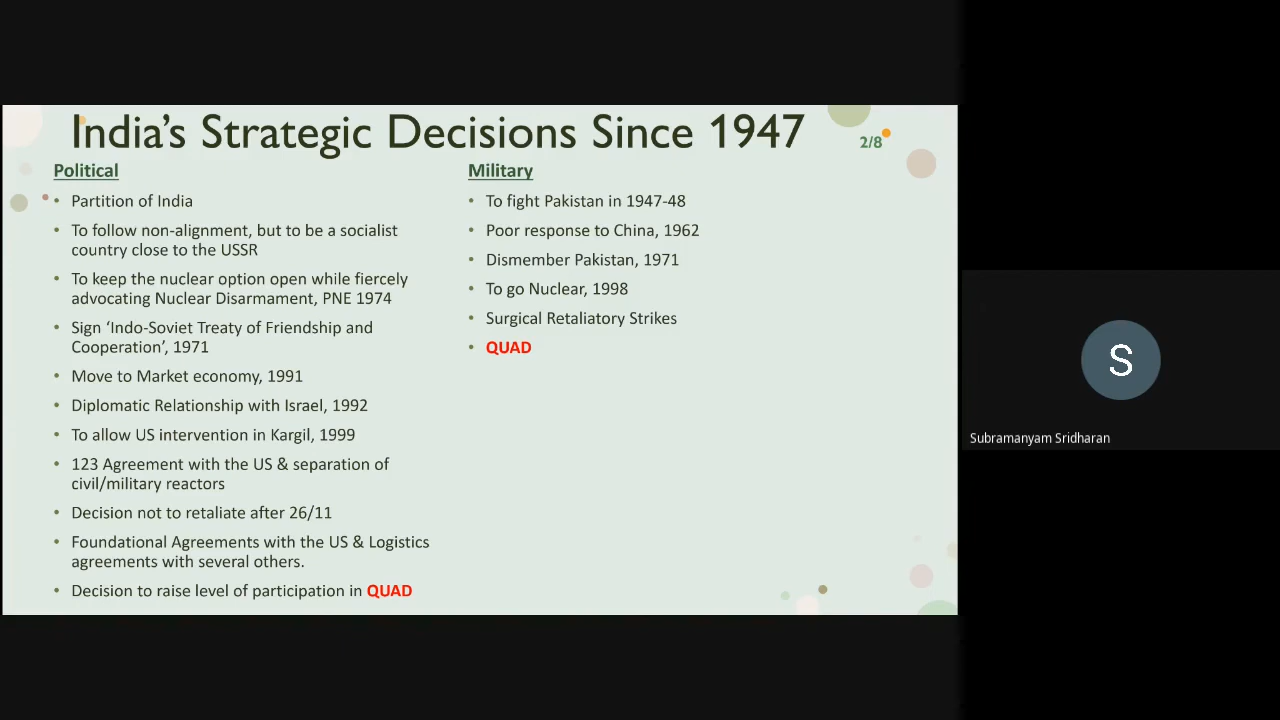 India’s Strategic Decisions Since 1947
2/8
Political
• Partition of India
• To follow non-alignment, but to be a socialist
country close to the USSR
• To keep the nuclear option open while fiercely
advocating Nuclear Disarmament, PNE 1974
• Sign ‘Indo-Soviet Treaty of Friendship and
Cooperation’, 1971
• Move to Market economy, 1991
• Diplomatic Relationship with Israel, 1992
• To allow US intervention in Kargil, 1999
• 123 Agreement with the US & separation of
civil/military reactors
• Decision not to retaliate after 26/11
• Foundational Agreements with the US & Logistics
agreements with several others.
• Decision to raise level of participation in QUAD
Military
• To fight Pakistan in 1947-48
• Poor response to China, 1962
• Dismember Pakistan, 1971
• To go Nuclear, 1998
• Surgical Retaliatory Strikes
• QUAD
S
Subramanyam Sridharan